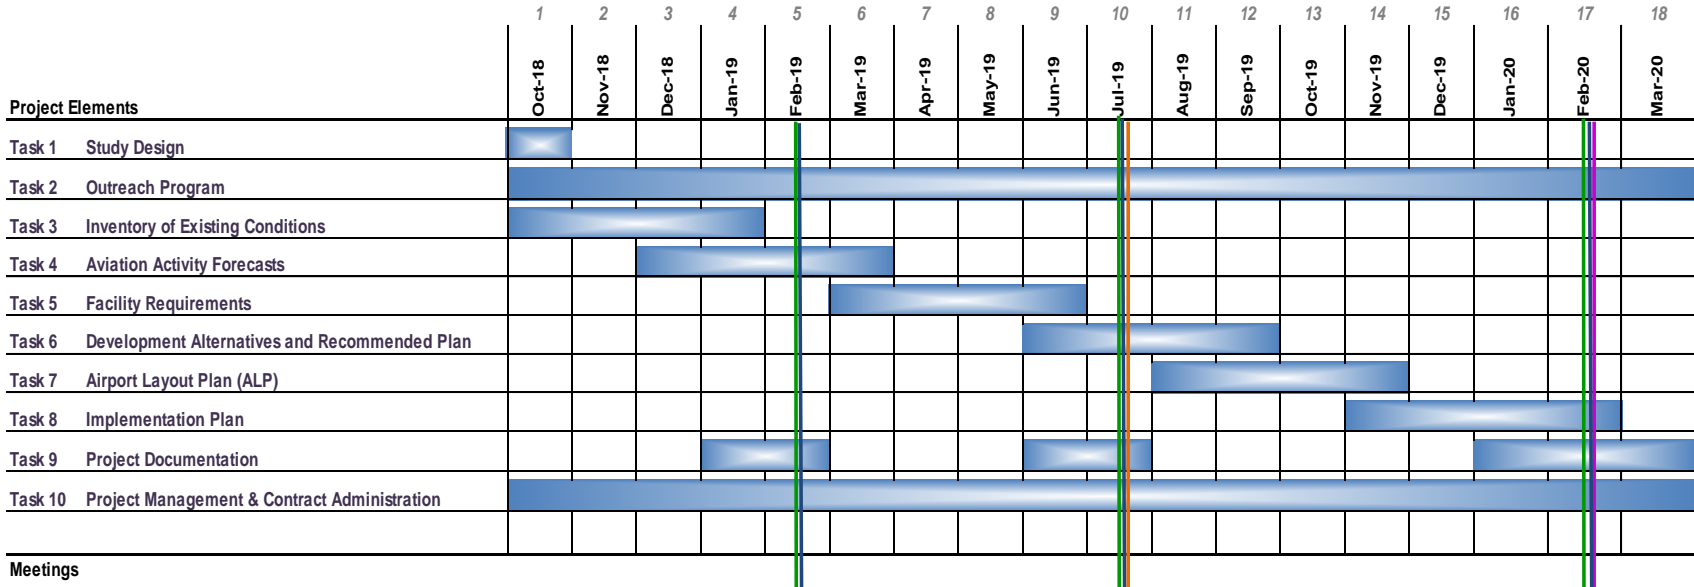 1 2 3 4 5 6 7 8 9 10 11 12 13 14 15 16 17 18
Project Elements Oct-18 Nov-18 Dec-18 Jan-19 Feb-19 Mar-19 Apr-19 May-19 Jun-19 Jul-19 Aug-19 Sep-19 Oct-19 Nov-19 Dec-19 Jan-20 Feb-20 Mar-20
Task 1 Study Design
Task 2 Outreach Program
Task 3 Inventory of Existing Conditions
Task 4 Aviation Activity Forecasts
Task 5 Facility Requirements
Task 6 Development Alternatives and Recommended Plan
Task 7 Airport Layout Plan (ALP)
Task 8 Implementation Plan
Task 9 Project Documentation
Task 10 Project Management & Contract Administration
Meetings